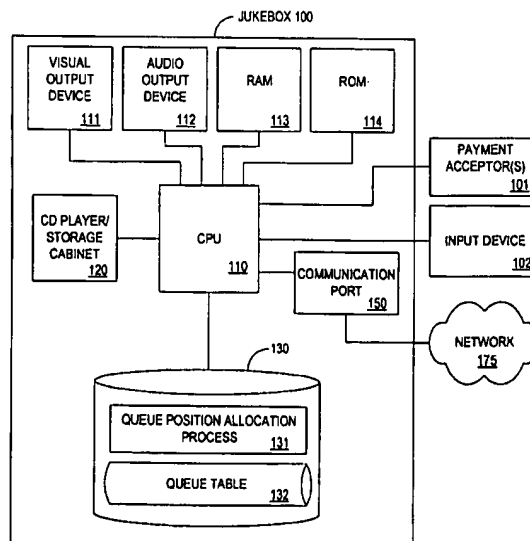 JUKEBOX 100
VISUAL
OUTPUT
DEVICE
111
AUDIO
OUTPUT
DEVICE
112
RAM
113
ROM
114
PAYMENT
ACCEPTOR(S)
101
CD PLAYER/
STORAGE
CABINET
120
CPU
110
INPUT DEVICE
102
COMMUNICATION
PORT
150
NETWORK
175
130
QUEUE POSITION ALLOCATION
PROCESS
131
QUEUE TABLE
132